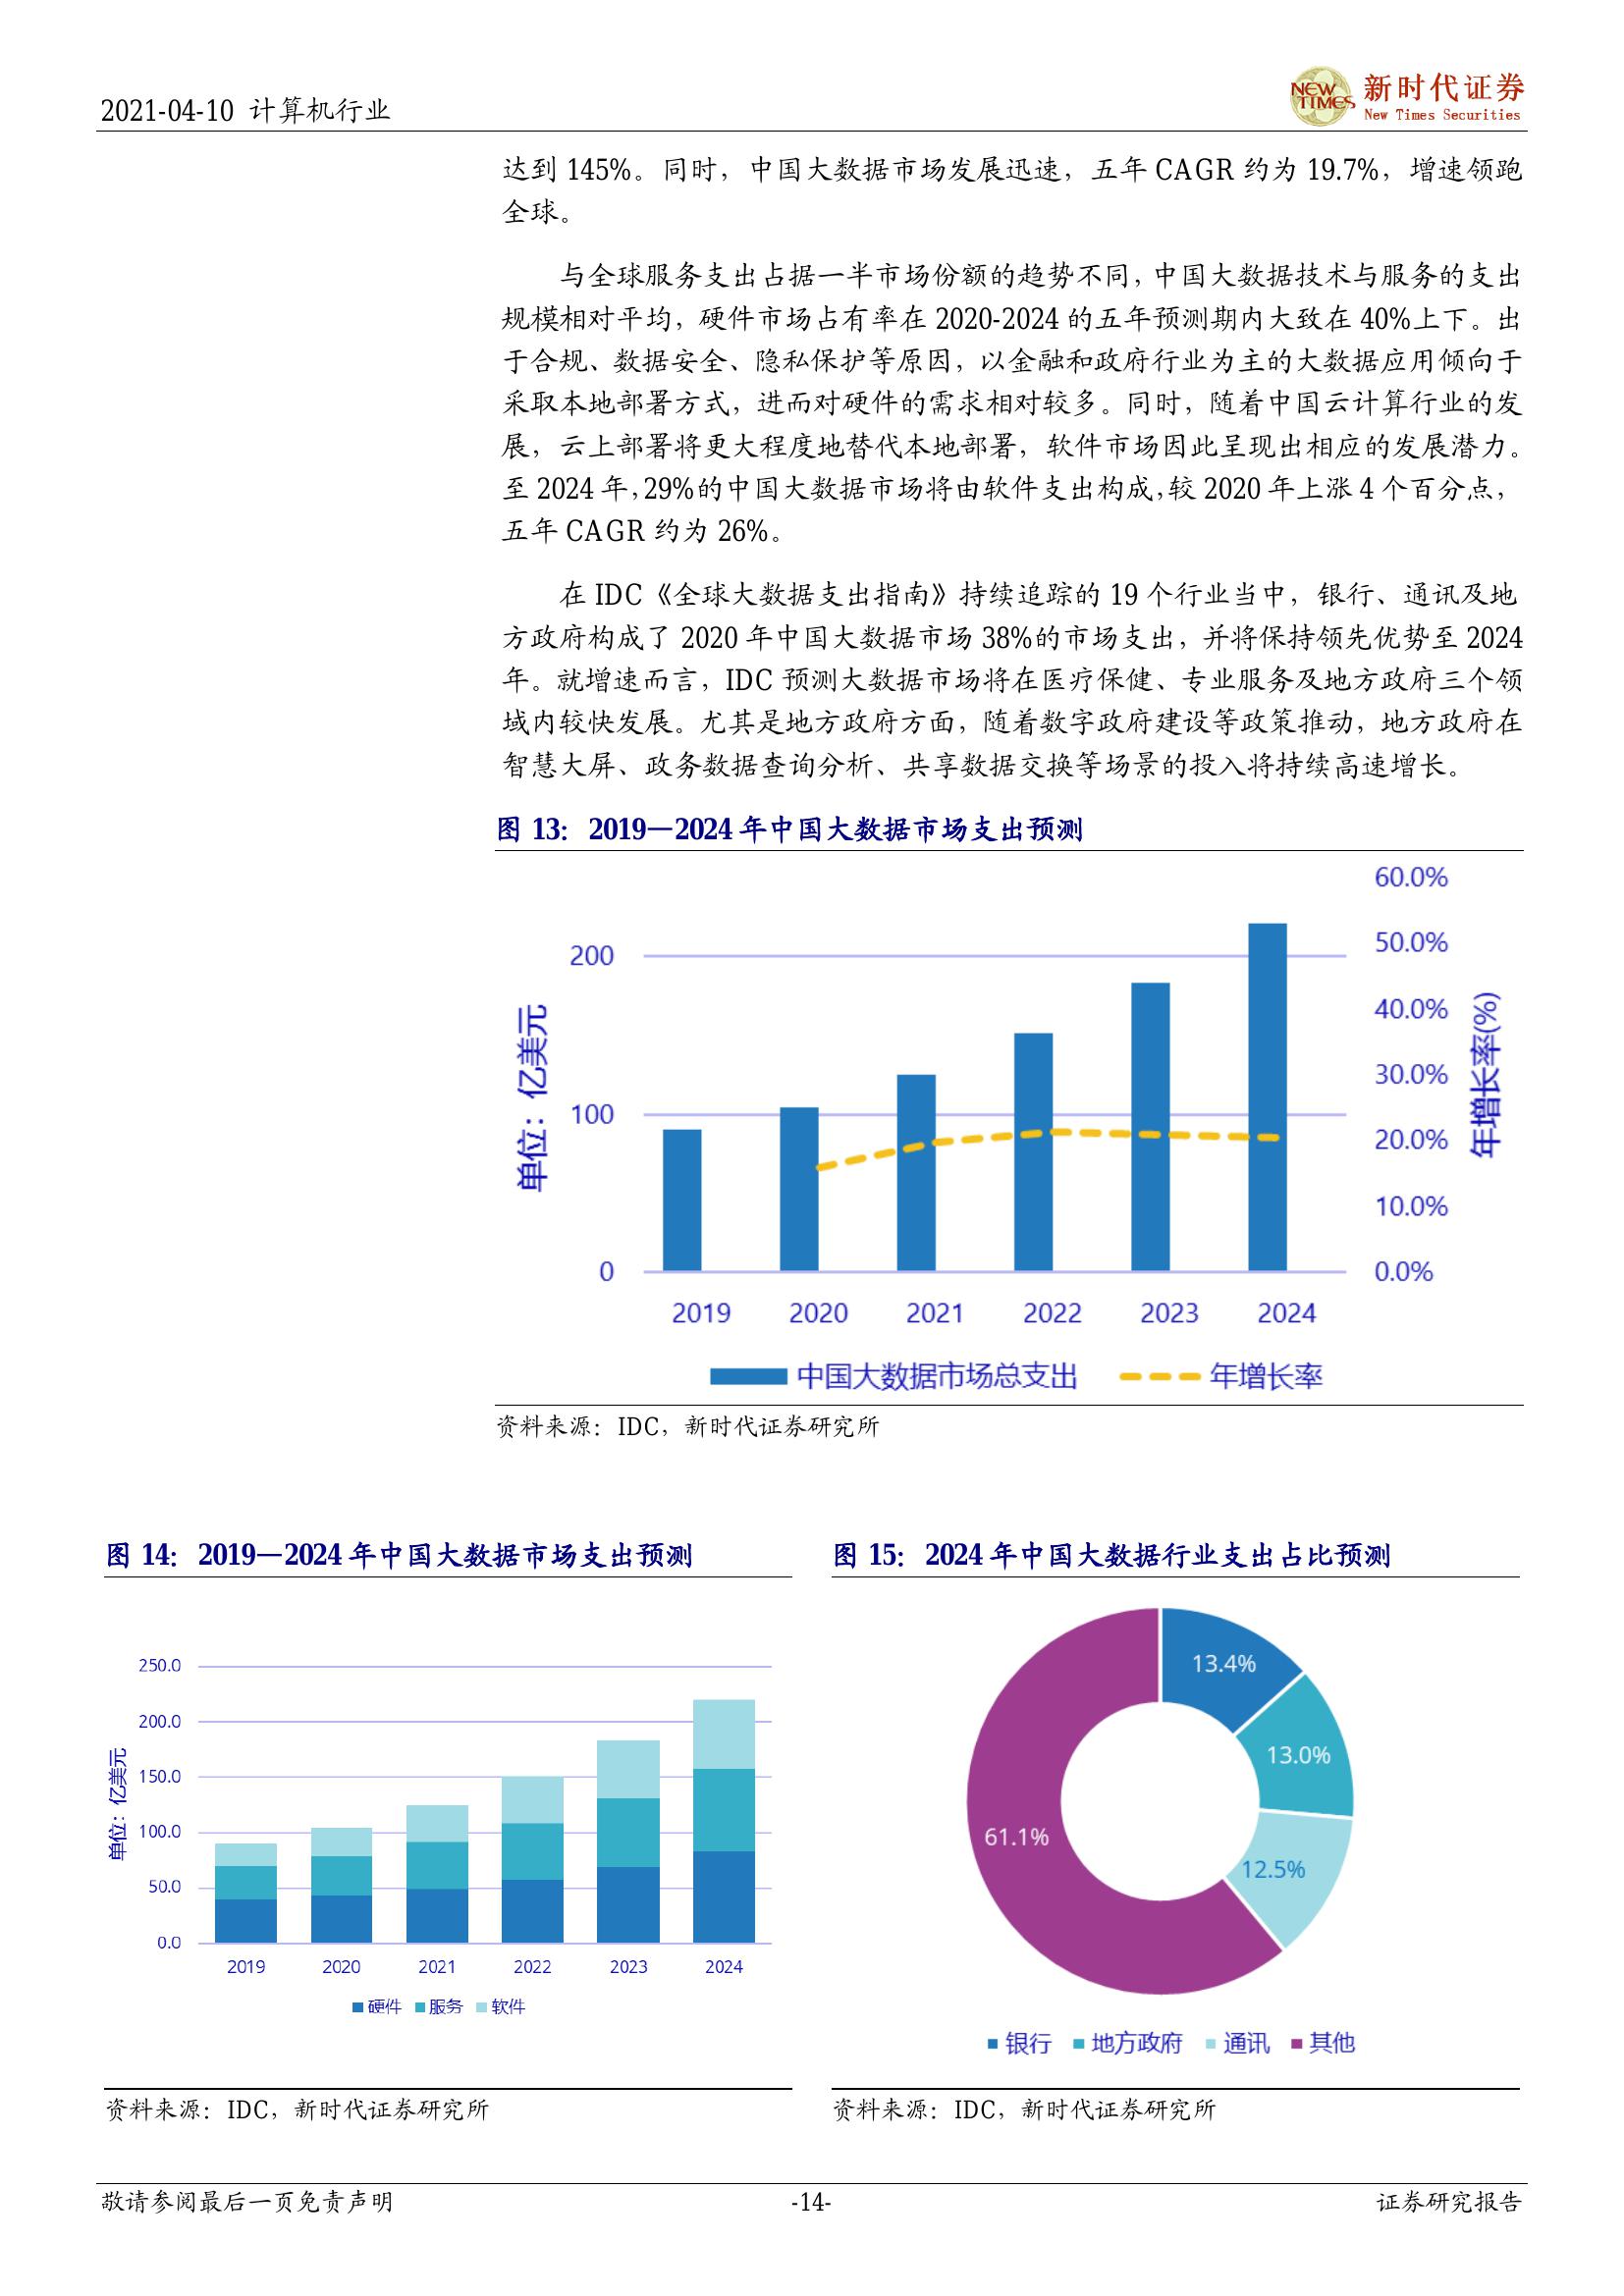 2021-04-10 计算机行业
NEW TIMES
新时代证券
New Times Securities
达到 145%。同时，中国大数据市场发展迅速，五年 CAGR 约为 19.7%，增速领跑
全球。
与全球服务支出占据一半市场份额的趋势不同，中国大数据技术与服务的支出
规模相对平均，硬件市场占有率在 2020-2024 的五年预测期内大致在 40%上下。出
于合规、数据安全、隐私保护等原因，以金融和政府行业为主的大数据应用倾向于
采取本地部署方式，进而对硬件的需求相对较多。同时，随着中国云计算行业的发
展，云上部署将更大程度地替代本地部署，软件市场因此呈现出相应的发展潜力。
至 2024 年，29%的中国大数据市场将由软件支出构成，较 2020 年上涨 4 个百分点，
五年 CAGR 约为 26%。
在 IDC《全球大数据支出指南》持续追踪的 19 个行业当中，银行、通讯及地
方政府构成了 2020 年中国大数据市场 38%的市场支出，并将保持领先优势至 2024
年。就增速而言，IDC 预测大数据市场将在医疗保健、专业服务及地方政府三个领
域内较快发展。尤其是地方政府方面，随着数字政府建设等政策推动，地方政府在
智慧大屏、政务数据查询分析、共享数据交换等场景的投入将持续高速增长。
图 13： 2019—2024 年中国大数据市场支出预测
60.0%
200
50.0%
40.0%
30.0%
100
20.0%
10.0%
0
0.0%
单位：亿美元
年增长率(%)
2019 2020 2021 2022 2023 2024
中国大数据市场总支出 年增长率
资料来源：IDC，新时代证券研究所
图 14： 2019—2024 年中国大数据市场支出预测
250.0
200.0
150.0
100.0
50.0
0.0
单位：亿美元
2019 2020 2021 2022 2023 2024
硬件 服务 软件
资料来源：IDC，新时代证券研究所
图 15： 2024 年中国大数据行业支出占比预测
13.4%
13.0%
61.1%
12.5%
银行 地方政府 通讯 其他
资料来源：IDC，新时代证券研究所
敬请参阅最后一页免责声明 -14- 证券研究报告